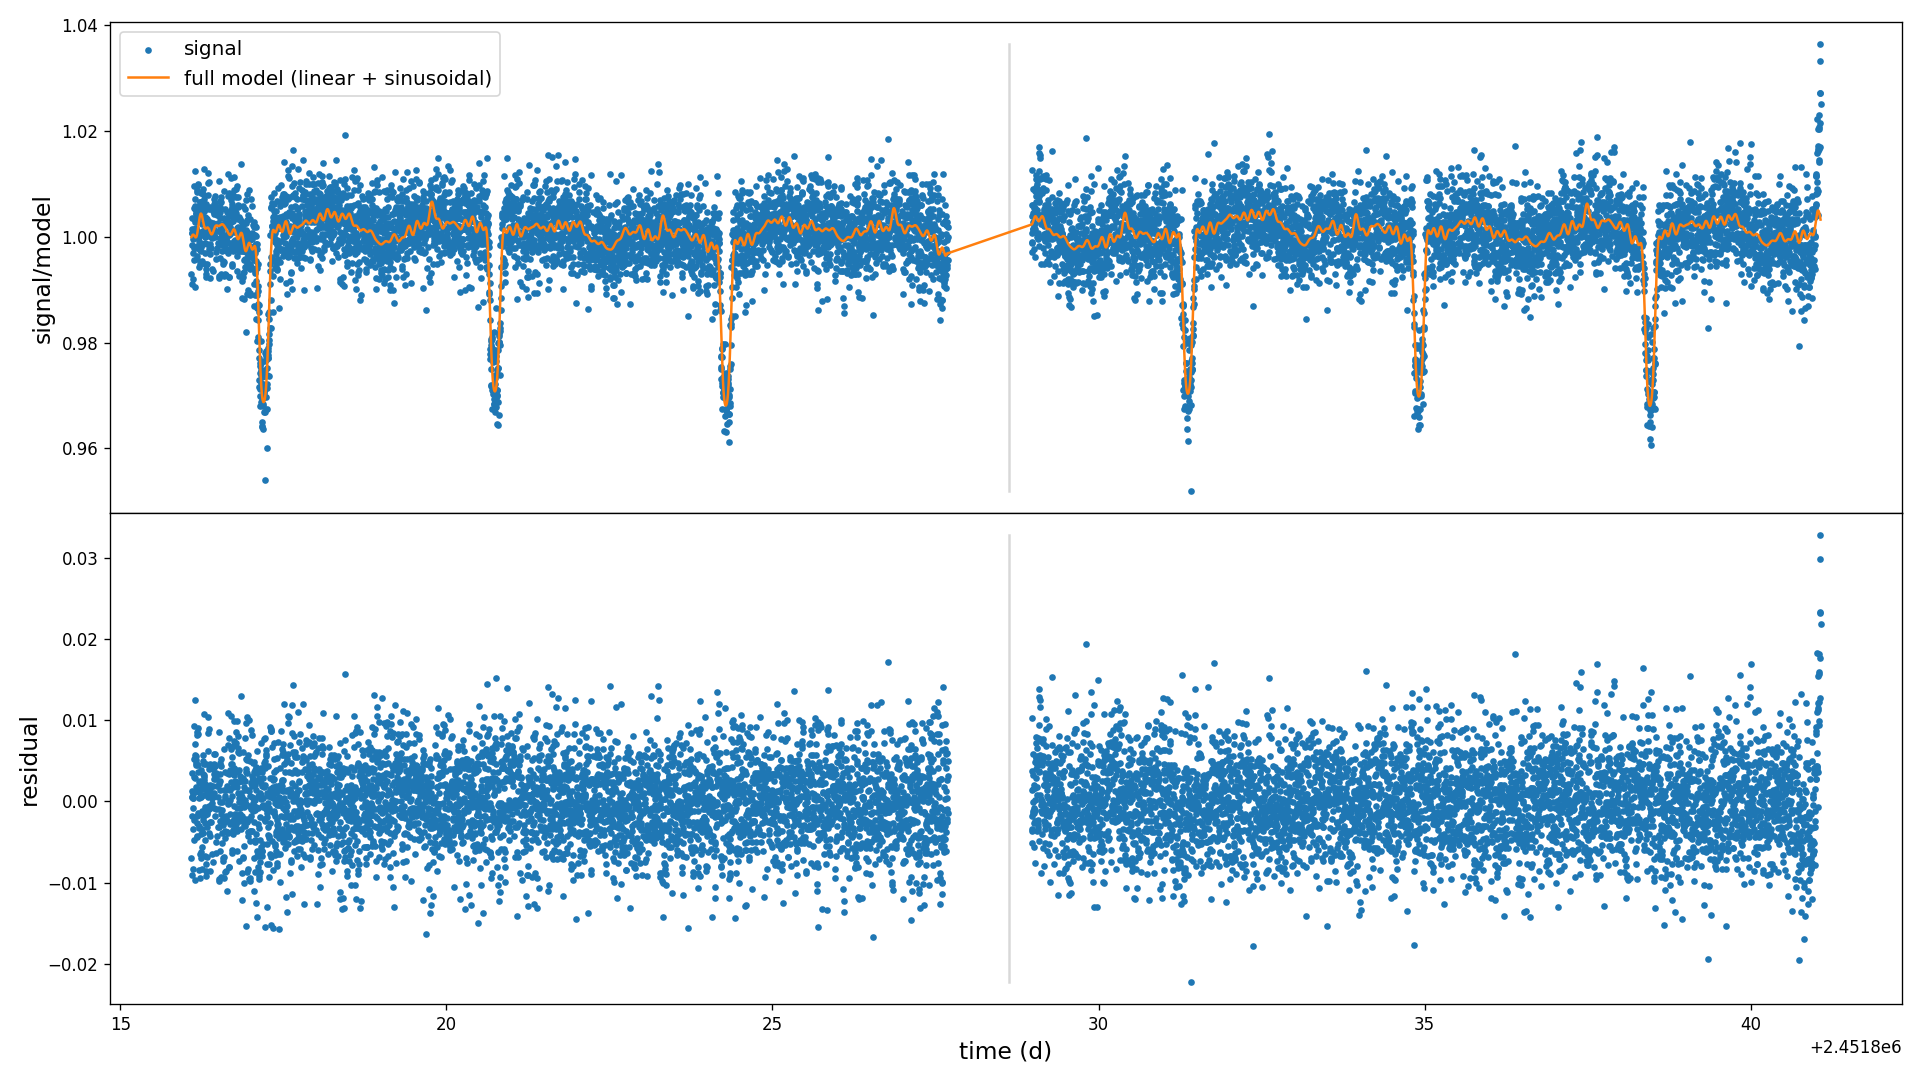 signal
full model (linear + sinusoidal)
signal/model
1.04
1.02
1.00
0.98
0.96
residual
0.03
0.02
0.01
0.00
−0.01
−0.02
15
20
25
30
35
40
time (d)
+2.4518e6